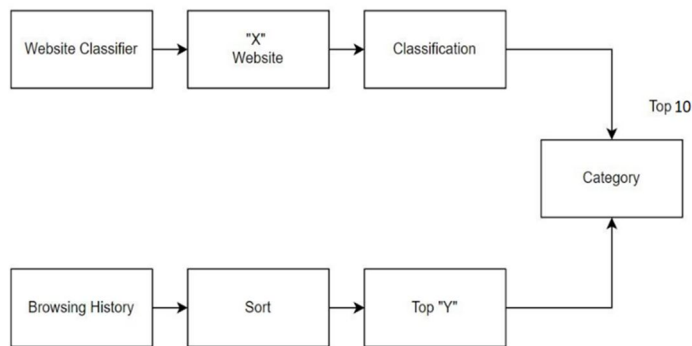 Website Classifier
"X"
Website
Classification
Top 10
Category
Browsing History
Sort
Top "Y"